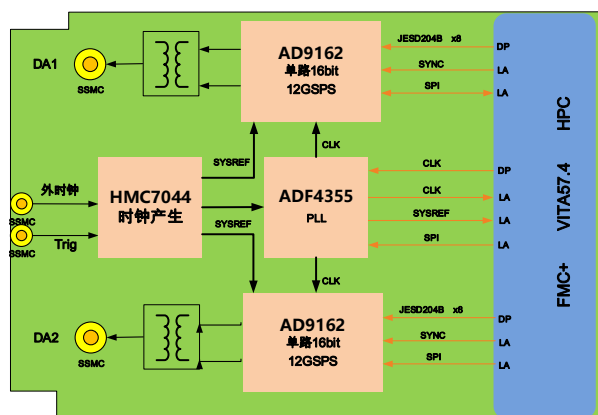 AD9162
单路16bit
12GSPS
DA1
SSMC
JESD204B x8
DP
SYNC
LA
SPI
LA
SYSREF
CLK
外时钟
SSMC
HMC7044
时钟产生
ADF4355
PLL
CLK
DP
CLK
LA
SYSREF
LA
SPI
LA
SSMC
Trig
SYSREF
CLK
FMC+ VITA57.4 HPC
DA2
SSMC
AD9162
单路16bit
12GSPS
JESD204B x6
DP
SYNC
LA
SPI
LA